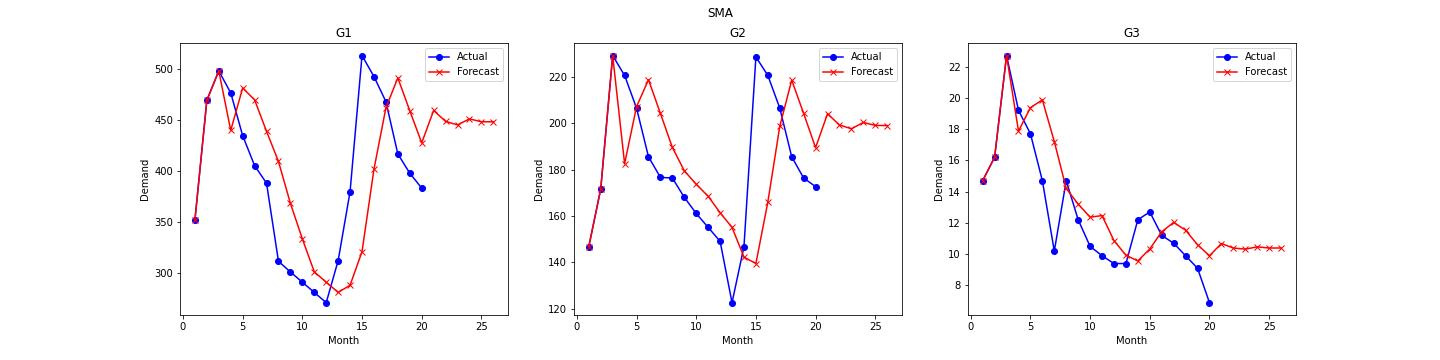 SMA
G1
Actual
Forecast
500
450
400
350
300
Demand
0 5 10 15 20 25
Month
G2
Actual
Forecast
220
200
180
160
140
120
Demand
0 5 10 15 20 25
Month
G3
Actual
Forecast
22
20
18
16
14
12
10
8
Demand
0 5 10 15 20 25
Month